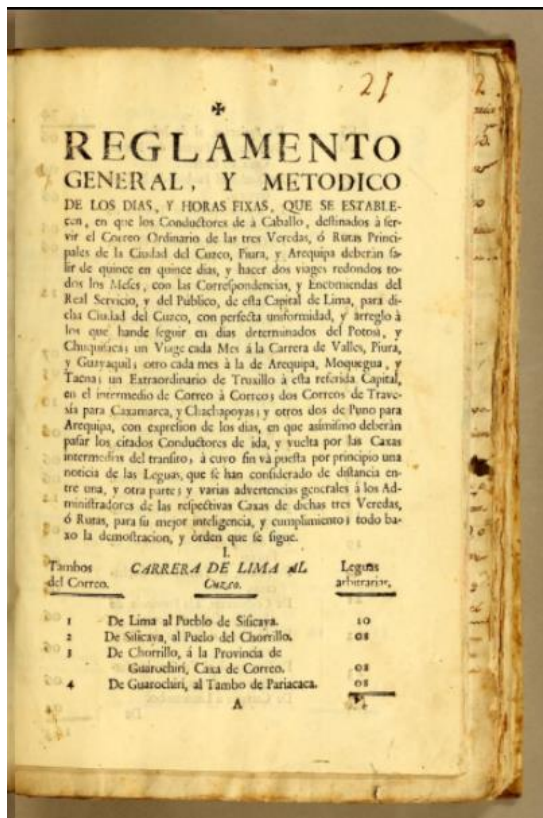 21
✠
REGLAMENTO
GENERAL, Y METODICO
DE LOS DIAS, Y HORAS FIXAS, QUE SE ESTABLE-
cen, en que los Conductores de à Caballo, destinados à ser-
vir el Correo Ordinario de las tres Veredas, ó Rutas Princi-
pales de la Ciudad del Cuzco, Piura, y Arequipa deberán sa-
lir de quince en quince dias, y hacer dos viages redondos to-
dos los Meses, con las Correspondencias, y Encomiendas del
Real Servicio, y del Publico, de esta Capital de Lima, para di-
cha Ciudad del Cuzco, con perfecta uniformidad, y arreglo à
los que hande seguir en dias determinados del Potosi, y
Chuquisaca; un Viage cada Mes á la Carrera de Valles, Piura,
y Guayaquil; otro cada mes à la de Arequipa, Moquegua, y
Tacna; un Extraordinario de Truxillo á esta referida Capital,
en el intermedio de Correo à Correo; dos Correos de Trave-
sía para Caxamarca, y Chachapoyas; y otros dos de Puno para
Arequipa, con expresion de los dias, en que asimismo deberán
pasar los citados Conductores de ida, y vuelta por las Caxas
intermedias del transito, à cuyo fin và puesta por principio una
noticia de las Leguas, que se han considerado de distancia en-
tre una, y otra parte; y varias advertencias generales á los Ad-
ministradores de las respectivas Caxas de dichas tres Veredas,
ó Rutas, para su mejor inteligencia, y cumplimiento; todo ba-
xo la demostracion, y òrden que se sigue.
I.
Tambos CARRERA DE LIMA AL Leguas
del Correo. Cuzco. arbitrarias.
1 De Lima al Pueblo de Sisicaya. 10
2 De Sisicaya, al Puelo del Chorrillo. 08
3 De Chorrillo, á la Provincia de
Guarochirí, Caxa de Correo. 08
4 De Guarochiri, al Tambo de Pariacaca. 08
A